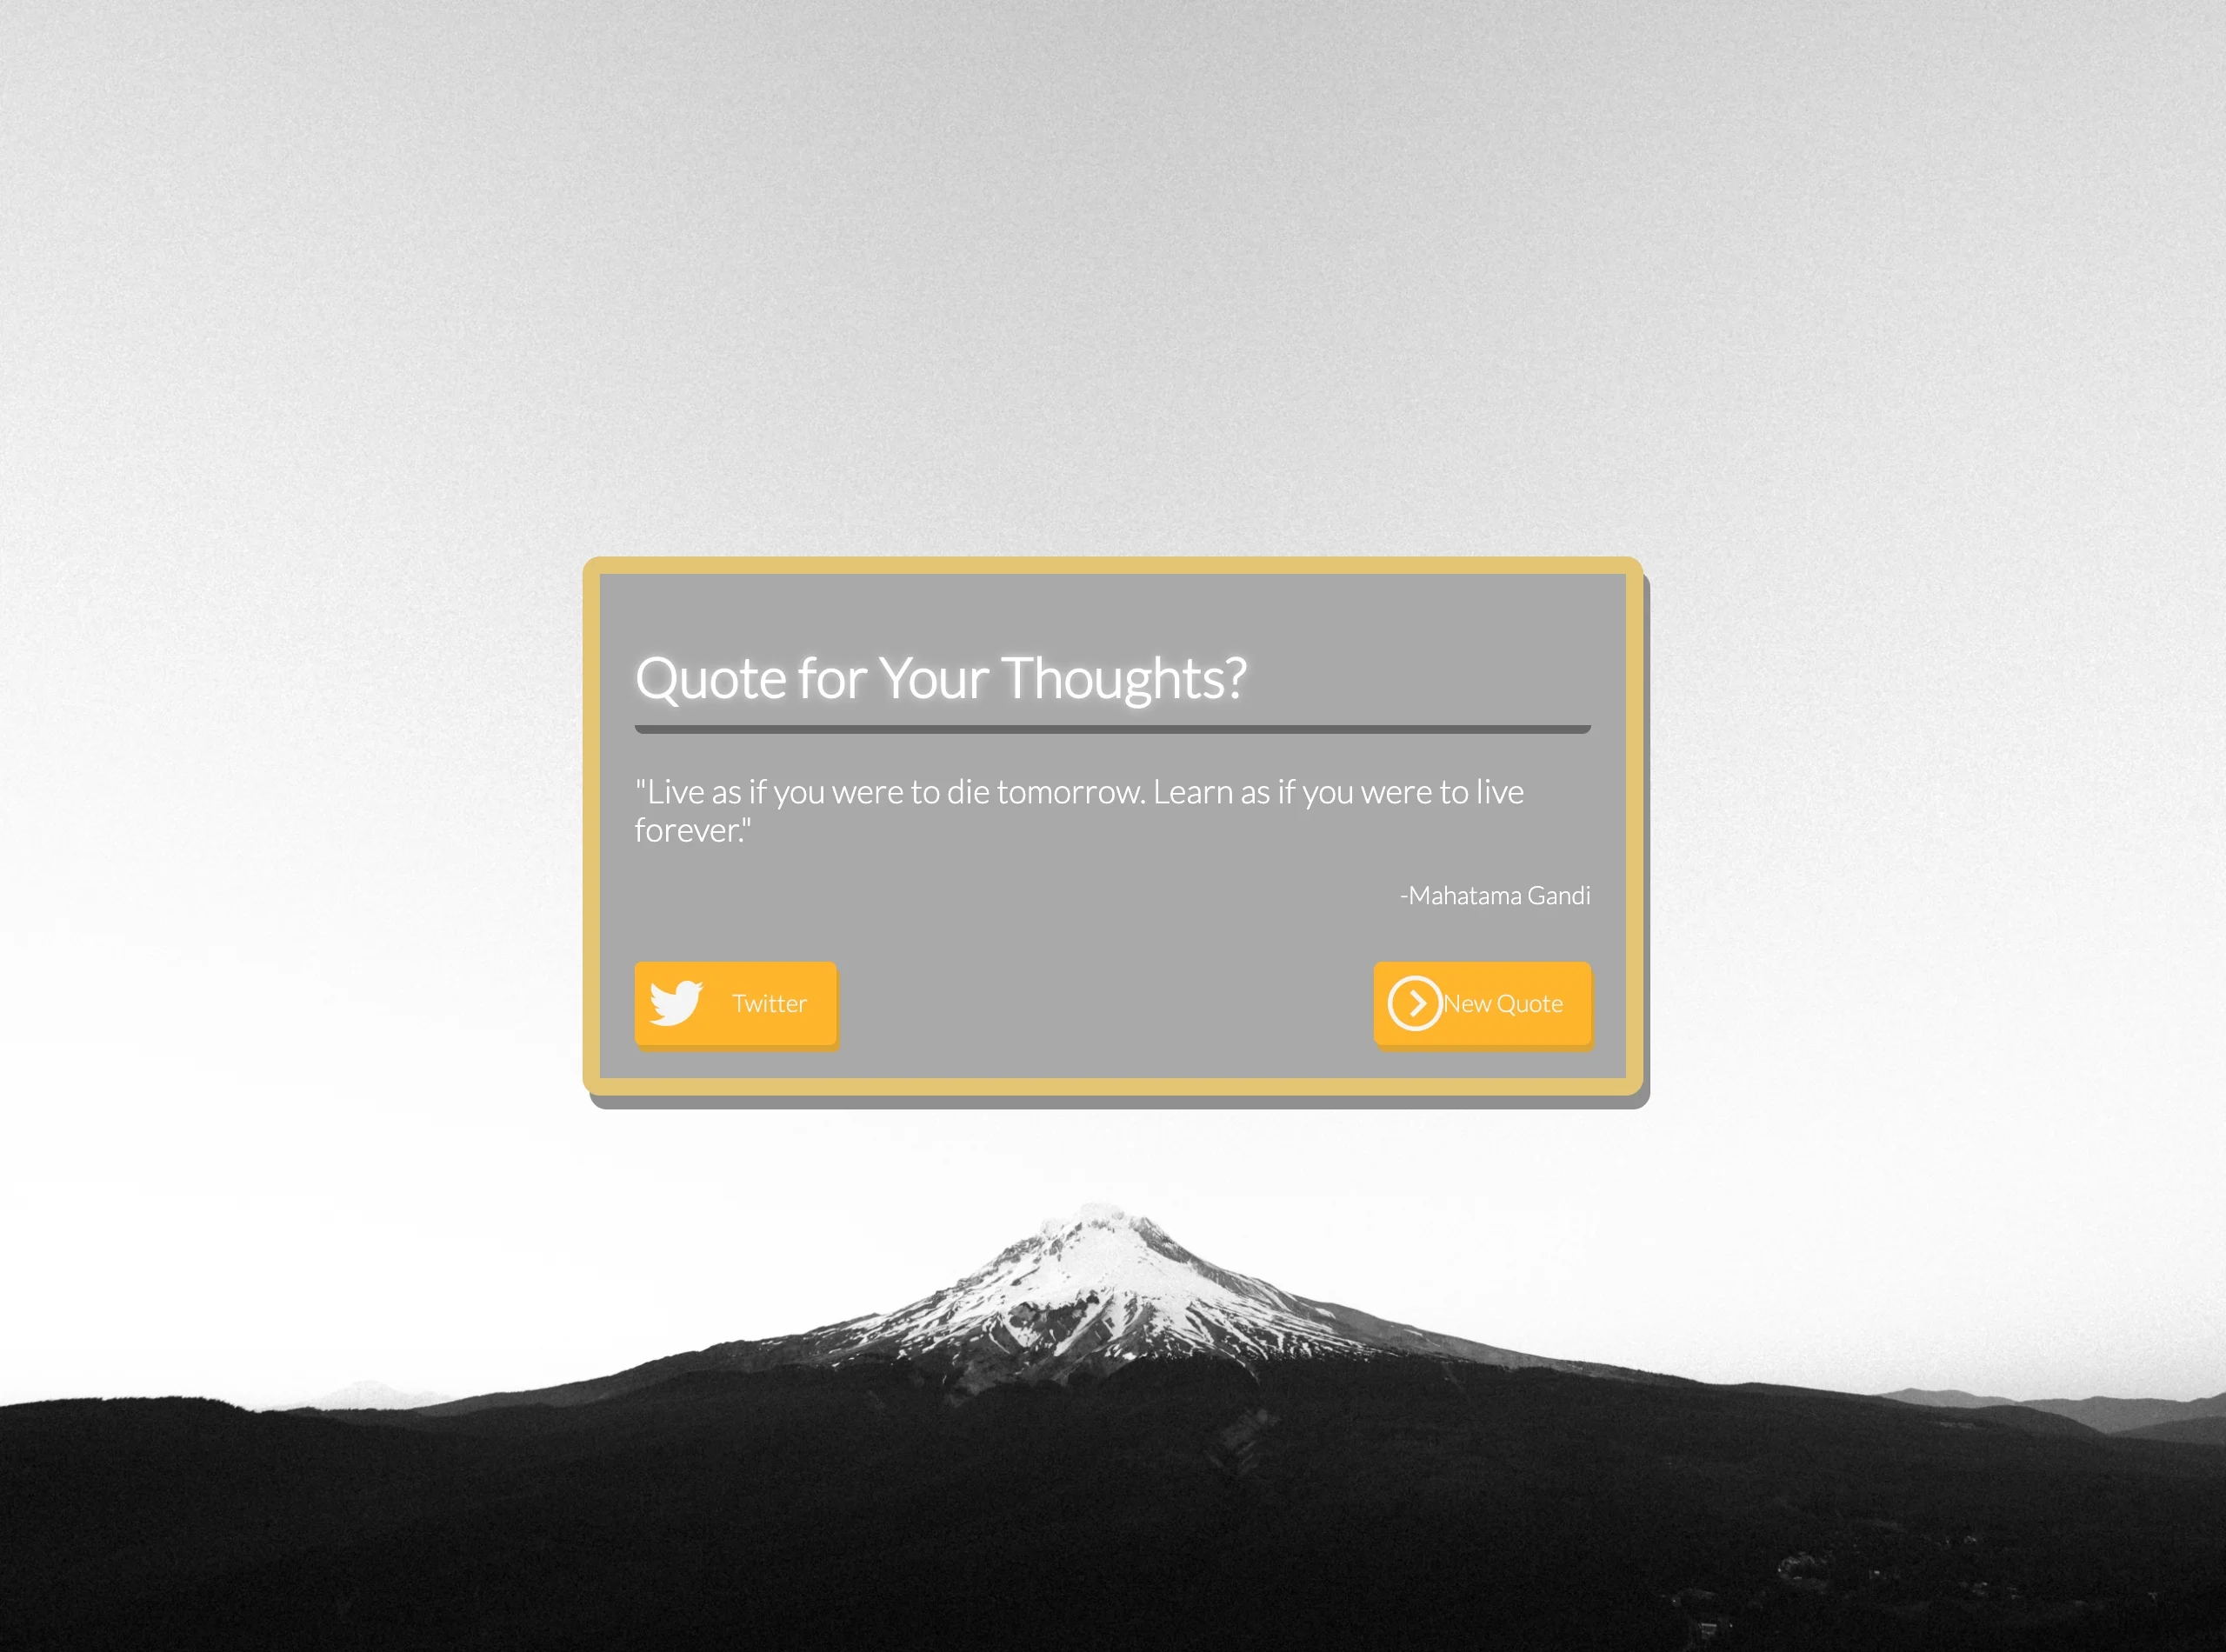 Quote for Your Thoughts?
"Live as if you were to die tomorrow. Learn as if you were to live
forever."
-Mahatama Gandi
Twitter
New Quote